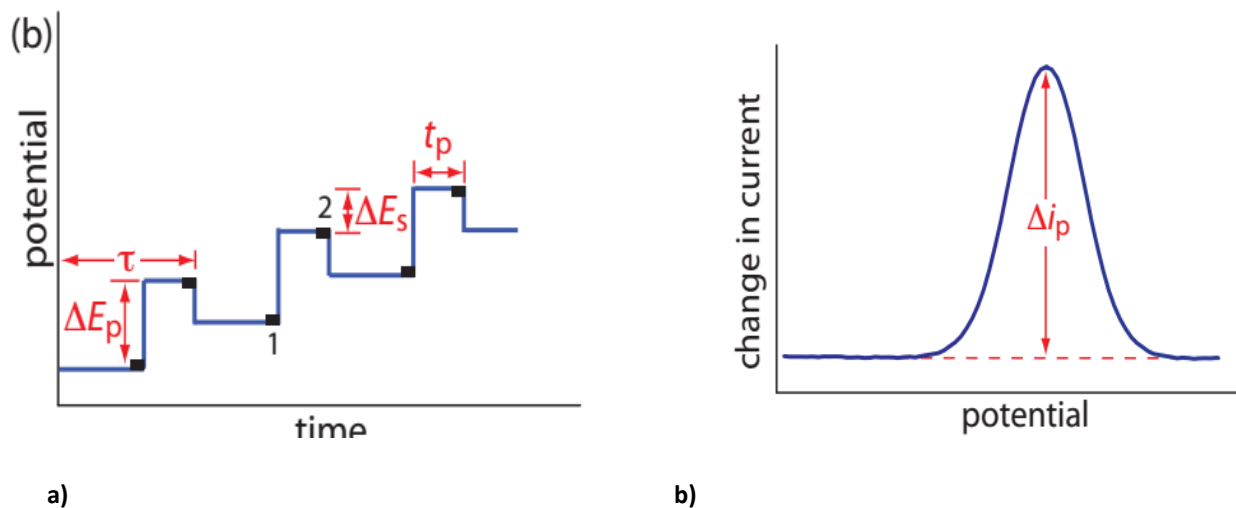 (b)
potential
τ
ΔEp
1
2
ΔEs
tp
time
a)
change in current
Δip
potential
b)